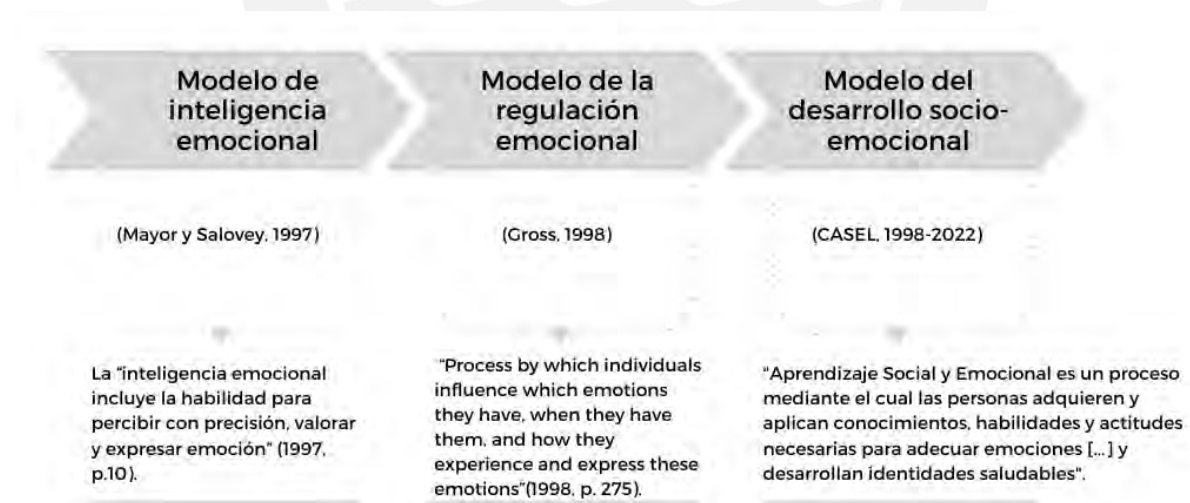 Modelo de
inteligencia
emocional
Modelo de la
regulación
emocional
Modelo del
desarrollo socio-
emocional
(Mayor y Salovey, 1997)
(Gross, 1998)
(CASEL, 1998-2022)
La "inteligencia emocional
incluye la habilidad para
percibir con precisión, valorar
y expresar emoción" (1997,
p.10).
"Process by which individuals
influence which emotions
they have, when they have
them, and how they
experience and express these
emotions"(1998, p. 275).
"Aprendizaje Social y Emocional es un proceso
mediante el cual las personas adquieren y
aplican conocimientos, habilidades y actitudes
necesarias para adecuar emociones [...] y
desarrollan identidades saludables".